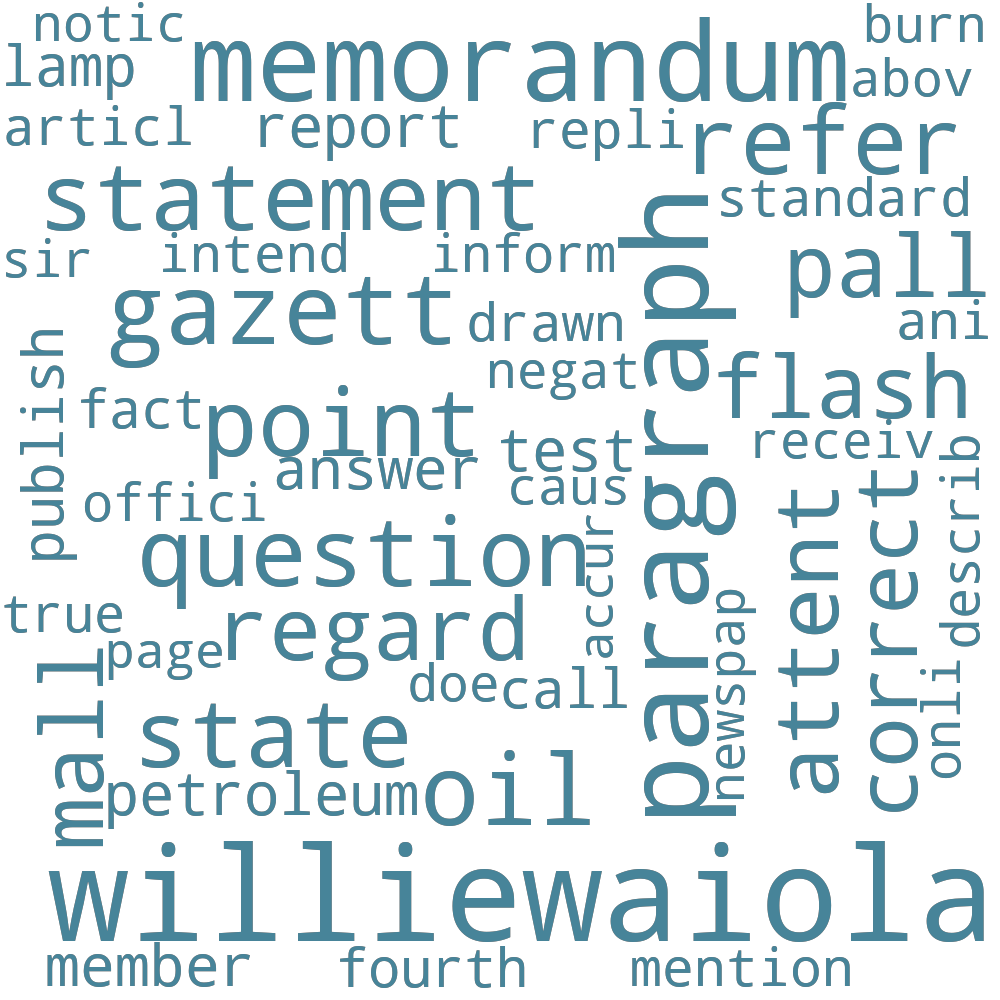 notic
burn
memorandum
lamp
abov
articl
report
repli
refer
statement
standard
sir
intend
inform
paragraph
pall
gazett
drawn
ani
publish
negat
flash
fact
point
receiv
test
answer
describ
caus
offici
correct
attent
question
accur
true
regard
newspap
page
mall
doe
call
onli
state
petroleum
oil
williewaiola
member
fourth
mention